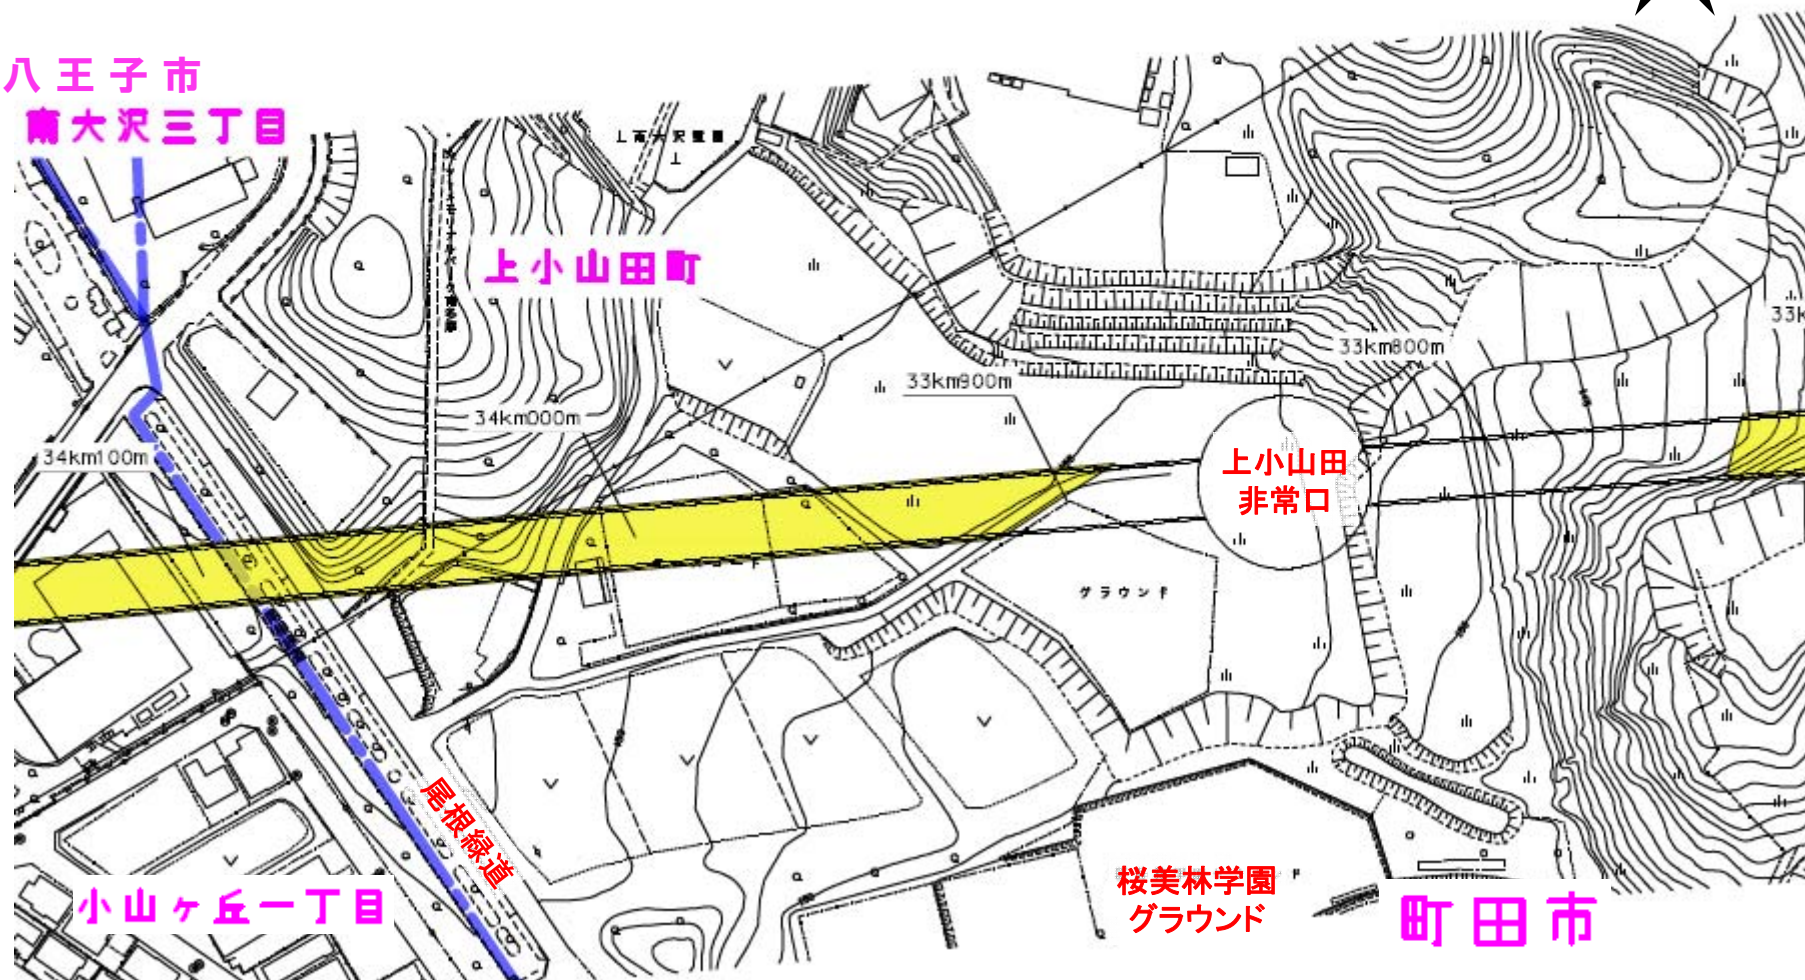 八王子市
南大沢三丁目
上小山田町
33km800m
33km900m
34km000m
34km100m
上小山田
非常口
グラウンド
尾根緑道
小山ヶ丘一丁目
桜美林学園
グラウンド
町田市